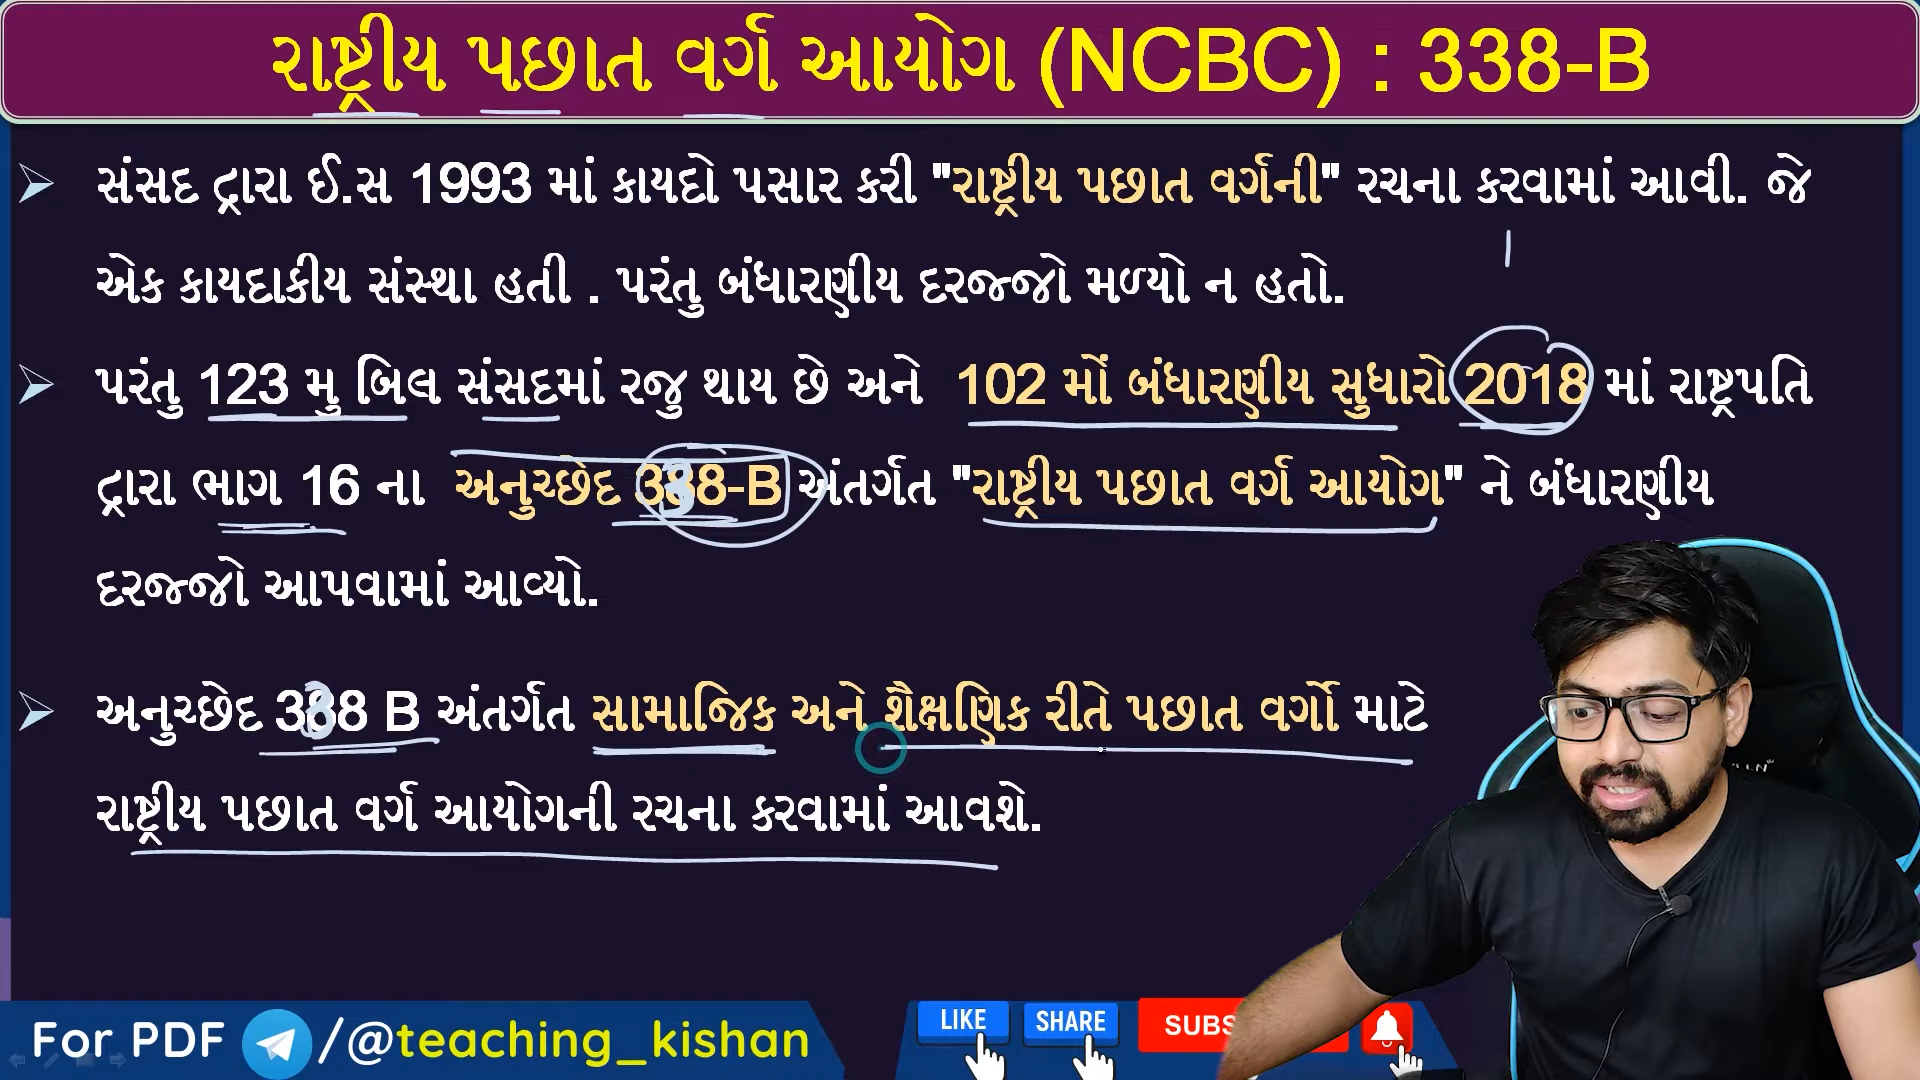 રાષ્ટ્રીય પછાત વર્ગ આયોગ (NCBC) : 338-B
સંસદ દ્વારા ઈ.સ 1993 માં કાયદો પસાર કરી "રાષ્ટ્રીય પછાત વર્ગની" રચના કરવામાં આવી. જે
એક કાયદાકીય સંસ્થા હતી . પરંતુ બંધારણીય દરજ્જો મળ્યો ન હતો.
પરંતુ 123 મુ બિલ સંસદમાં રજુ થાય છે અને 102 મોં બંધારણીય સુધારો 2018 માં રાષ્ટ્રપતિ
દ્વારા ભાગ 16 ના અનુચ્છેદ 338-B અંતર્ગત "રાષ્ટ્રીય પછાત વર્ગ આયોગ" ને બંધારણીય
દરજ્જો આપવામાં આવ્યો.
અનુચ્છેદ 338 B અંતર્ગત સામાજિક અને શૈક્ષણિક રીતે પછાત વર્ગો માટે
રાષ્ટ્રીય પછાત વર્ગ આયોગની રચના કરવામાં આવશે.
For PDF /@teaching_kishan LIKE SHARE SUBS